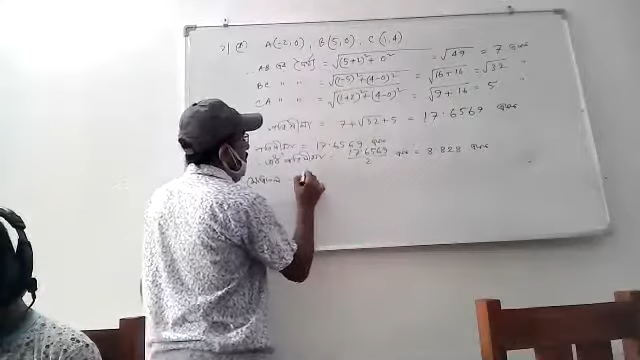 ২। (ক) A(-2,0), B(5,0), C(1,4)
AB এর দৈর্ঘ্য = √(5+2)²+0² = √49 = 7 একক
BC " " = √(1-5)²+(4-0)² = √16+16 = √32 "
CA " " = √(1+2)²+(4-0)² = √9+16 = 5 "
পরিসীমা = 7+√32+5 = 17.6569 একক
পরিসীমা = 17.6569 একক
অর্ধ পরিসীমা = 17.6569/2 একক = 8.828 একক